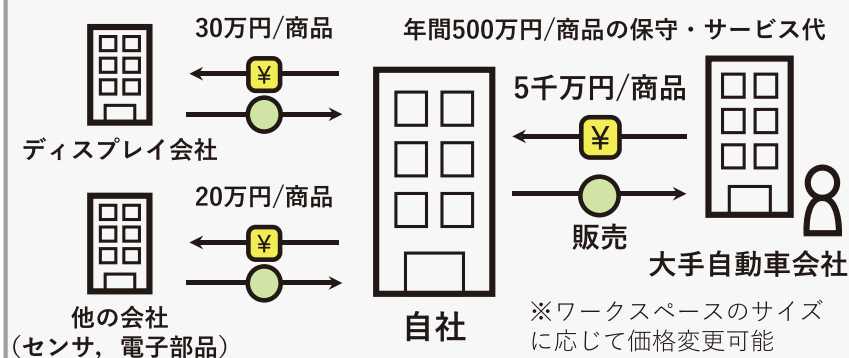 30万円/商品
年間500万円/商品の保守・サービス代
¥
5千万円/商品
¥
ディスプレイ会社
20万円/商品
¥
販売
大手自動車会社
他の会社
（センサ，電子部品）
自社
※ワークスペースのサイズ
に応じて価格変更可能